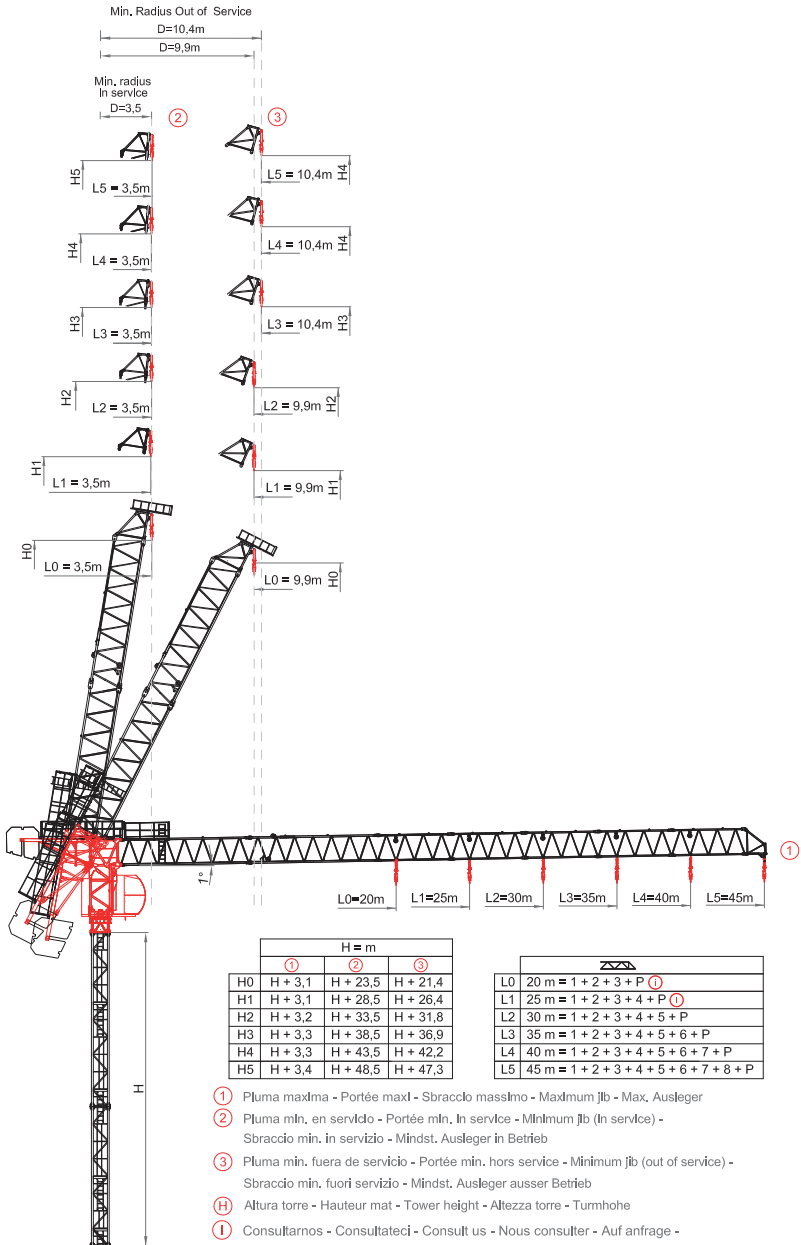 Min. Radius Out of Service
D=10,4m
D=9,9m
Min. radius
In service
D=3,5
2
3
H5
L5 = 3,5m
L5 = 10,4m
H4
H4
L4 = 3,5m
L4 = 10,4m
H4
H3
L3 = 3,5m
L3 = 10,4m
H3
H2
L2 = 3,5m
L2 = 9,9m
H2
H1
L1 = 3,5m
L1 = 9,9m
H1
H0
L0 = 3,5m
L0 = 9,9m
H0
1
1°
L0=20m
L1=25m
L2=30m
L3=35m
L4=40m
L5=45m
H
H = m
1 2 3
H0 H + 3,1 H + 23,5 H + 21,4
H1 H + 3,1 H + 28,5 H + 26,4
H2 H + 3,2 H + 33,5 H + 31,8
H3 H + 3,3 H + 38,5 H + 36,9
H4 H + 3,3 H + 43,5 H + 42,2
H5 H + 3,4 H + 48,5 H + 47,3
L0 20 m = 1 + 2 + 3 + P i
L1 25 m = 1 + 2 + 3 + 4 + P I
L2 30 m = 1 + 2 + 3 + 4 + 5 + P
L3 35 m = 1 + 2 + 3 + 4 + 5 + 6 + P
L4 40 m = 1 + 2 + 3 + 4 + 5 + 6 + 7 + P
L5 45 m = 1 + 2 + 3 + 4 + 5 + 6 + 7 + 8 + P
1 Pluma maxima - Portée maxi - Sbraccio massimo - Maximum jib - Max. Ausleger
2 Pluma min. en servicio - Portée min. in service - Minimum jib (in service) -
Sbraccio min. in servizio - Mindst. Ausleger in Betrieb
3 Pluma min. fuera de servicio - Portée min. hors service - Minimum jib (out of service) -
Sbraccio min. fuori servizio - Mindst. Ausleger ausser Betrieb
H Altura torre - Hauteur mat - Tower height - Altezza torre - Turmhohe
I Consultarnos - Consultateci - Consult us - Nous consulter - Auf anfrage -